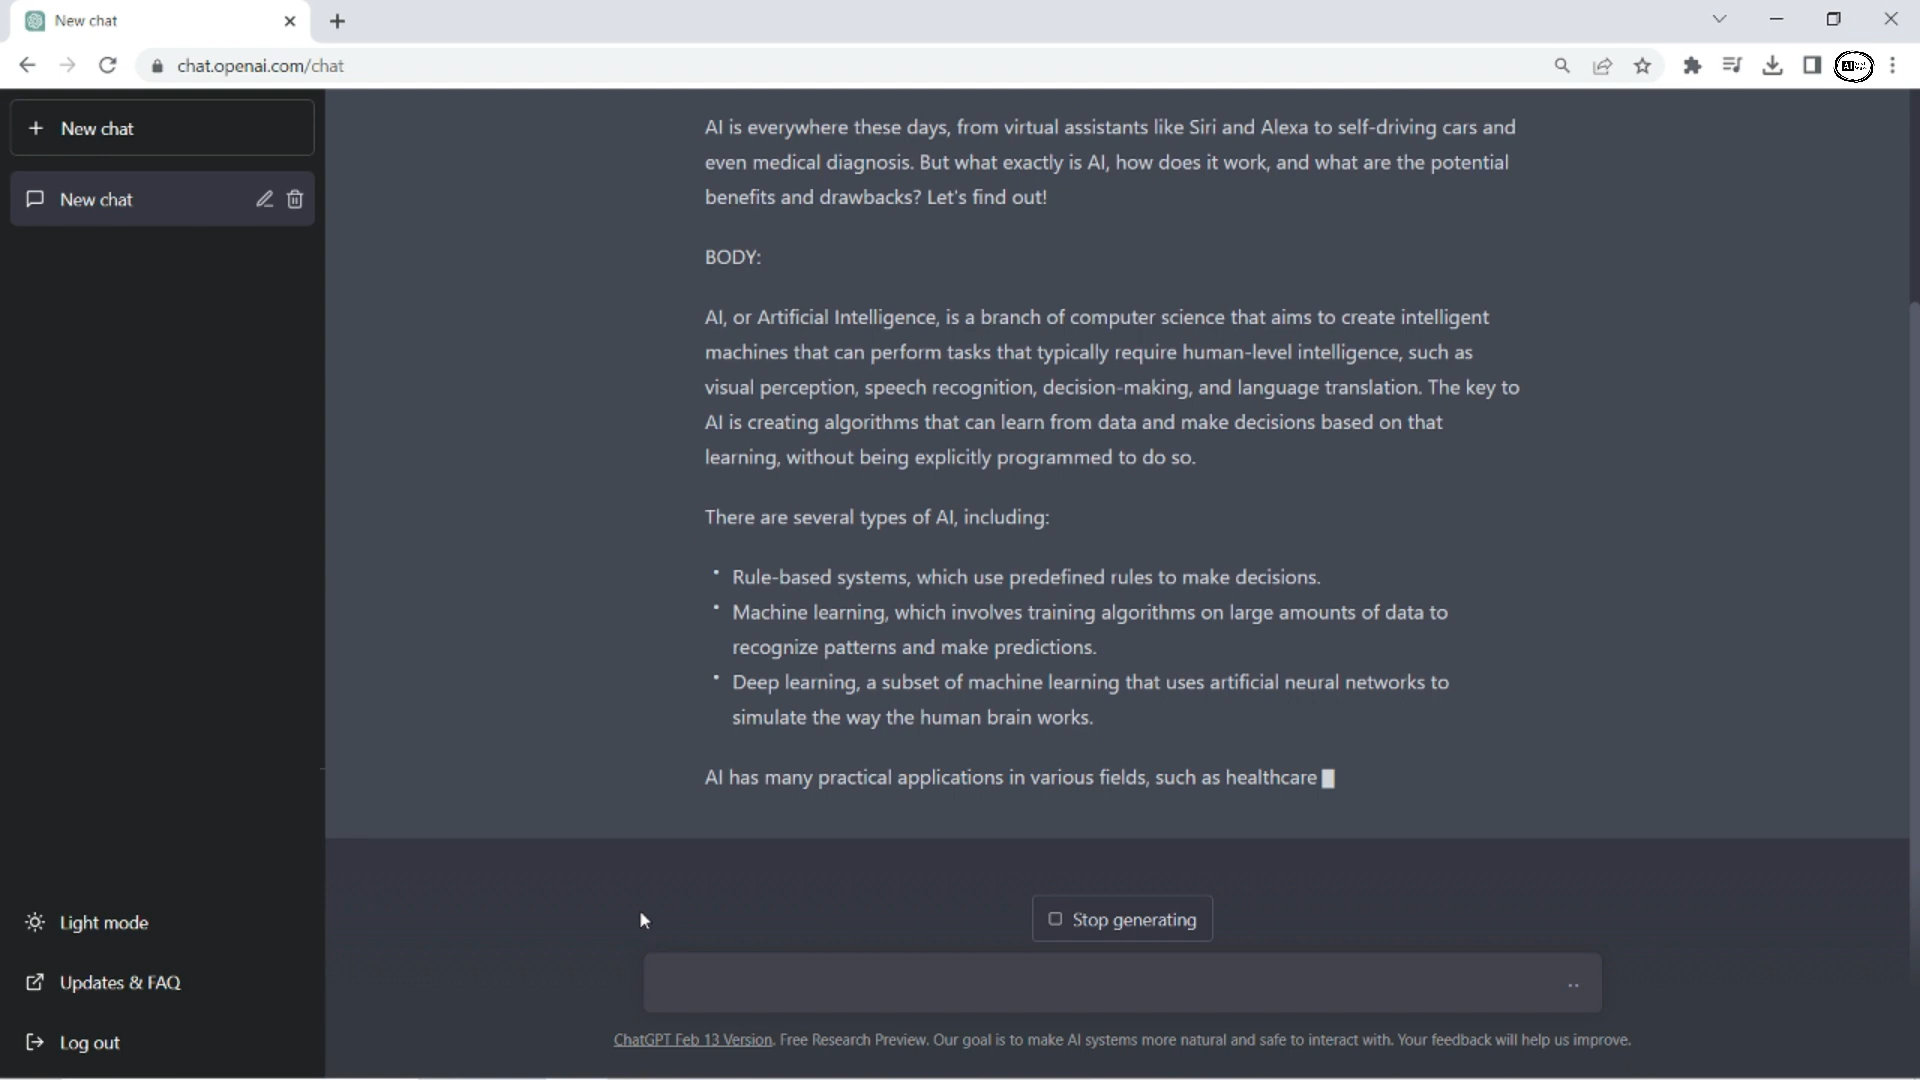 New chat
chat.openai.com/chat
New chat
New chat
AI is everywhere these days, from virtual assistants like Siri and Alexa to self-driving cars and
even medical diagnosis. But what exactly is AI, how does it work, and what are the potential
benefits and drawbacks? Let's find out!
BODY:
AI, or Artificial Intelligence, is a branch of computer science that aims to create intelligent
machines that can perform tasks that typically require human-level intelligence, such as
visual perception, speech recognition, decision-making, and language translation. The key to
AI is creating algorithms that can learn from data and make decisions based on that
learning, without being explicitly programmed to do so.
There are several types of AI, including:
• Rule-based systems, which use predefined rules to make decisions.
• Machine learning, which involves training algorithms on large amounts of data to
recognize patterns and make predictions.
• Deep learning, a subset of machine learning that uses artificial neural networks to
simulate the way the human brain works.
AI has many practical applications in various fields, such as healthcare
Light mode
Updates & FAQ
Log out
Stop generating
ChatGPT Feb 13 Version. Free Research Preview. Our goal is to make AI systems more natural and safe to interact with. Your feedback will help us improve.